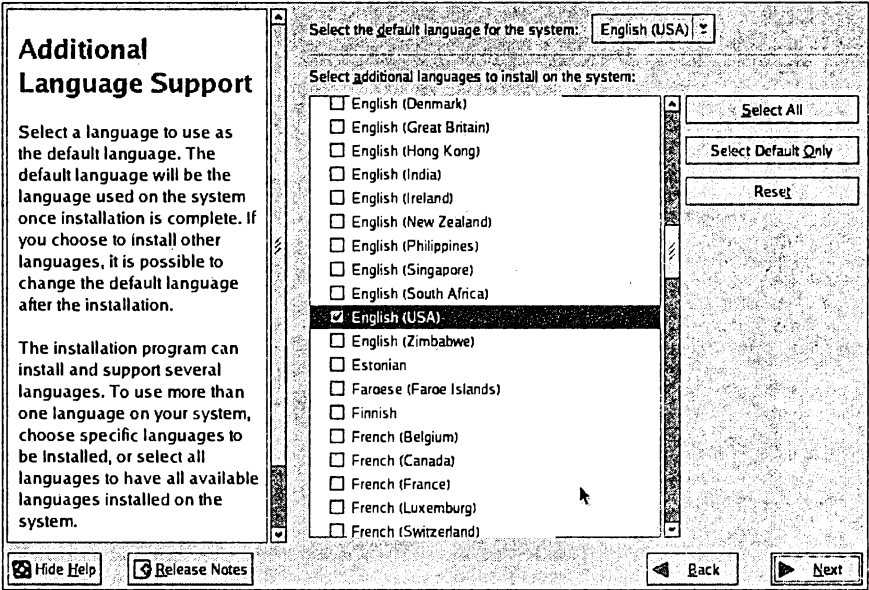 Additional
Language Support
Select a language to use as
the default language. The
default language will be the
language used on the system
once installation is complete. If
you choose to install other
languages, it is possible to
change the default language
after the installation.
The installation program can
install and support several
languages. To use more than
one language on your system,
choose specific languages to
be installed, or select all
languages to have all available
languages installed on the
system.
Select the default language for the system: English (USA)
Select additional languages to install on the system:
English (Denmark)
English (Great Britain)
English (Hong Kong)
English (India)
English (Ireland)
English (New Zealand)
English (Philippines)
English (Singapore)
English (South Africa)
English (USA)
English (Zimbabwe)
Estonian
Faroese (Faroe Islands)
Finnish
French (Belgium)
French (Canada)
French (France)
French (Luxemburg)
French (Switzerland)
Select All
Select Default Only
Reset
Hide Help
Release Notes
Back
Next